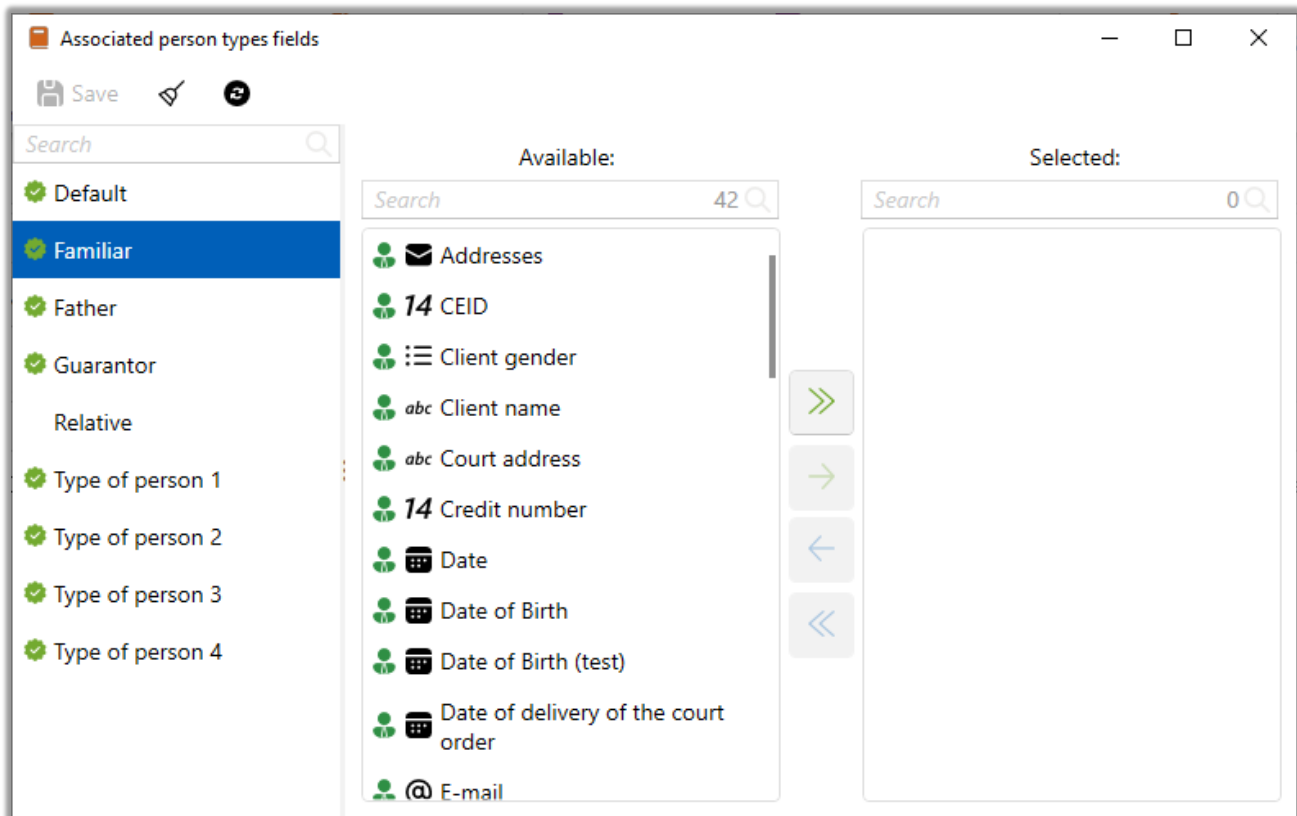 Associated person types fields
Save
Search
Default
Familiar
Father
Guarantor
Relative
Type of person 1
Type of person 2
Type of person 3
Type of person 4
Available:
Search 42
Addresses
14 CEID
Client gender
abc Client name
abc Court address
14 Credit number
Date
Date of Birth
Date of Birth (test)
Date of delivery of the court
order
@ E-mail
Selected:
Search 0